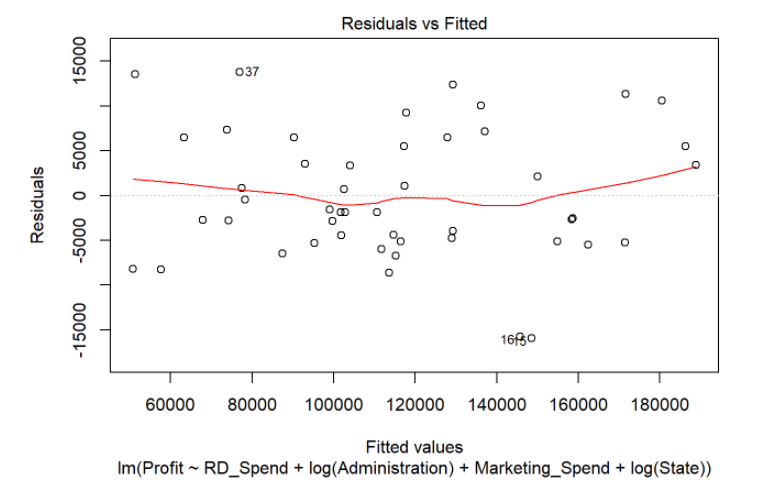 Residuals vs Fitted
15000
5000
0
-5000
-15000
Residuals
37
16
15
60000 80000 100000 120000 140000 160000 180000
Fitted values
lm(Profit ~ RD_Spend + log(Administration) + Marketing_Spend + log(State))